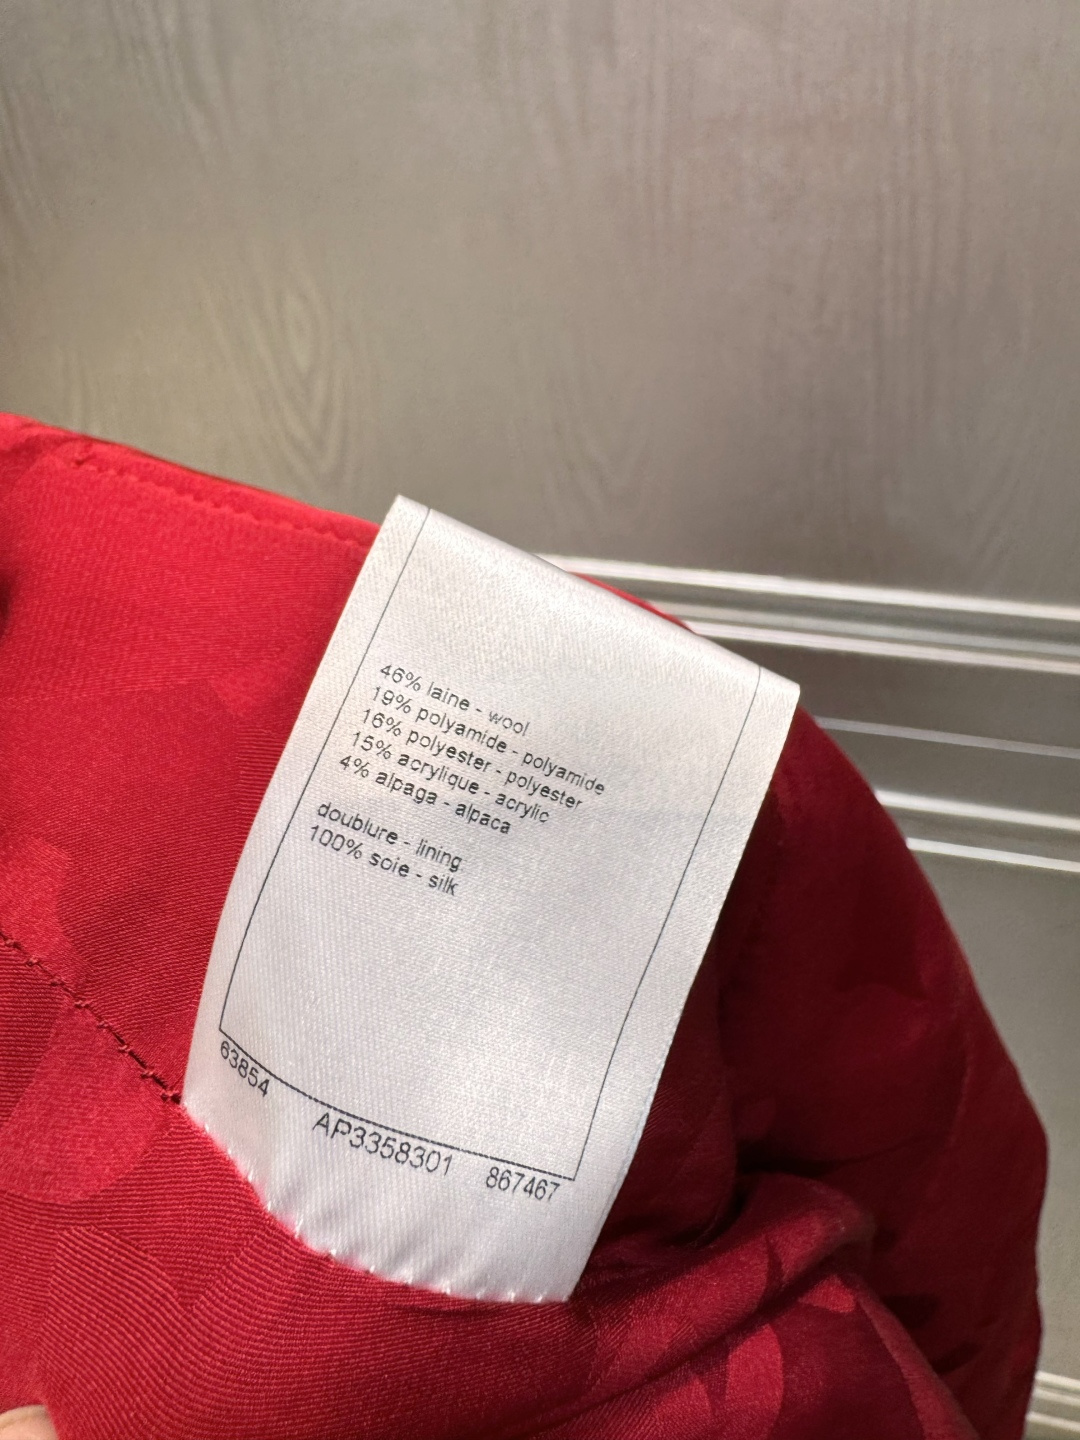 46% laine - wool
19% polyamide - polyamide
16% polyester - polyester
15% acrylique - acrylic
4% alpaga - alpaca
doublure - lining
100% soie - silk
63854
AP3358301
867467